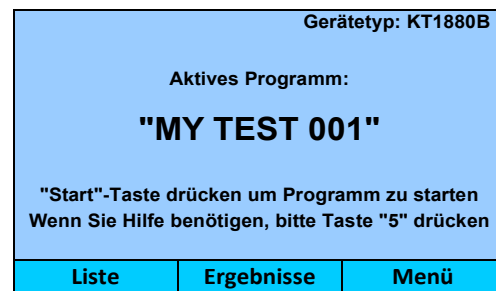 Gerätetyp: KT1880B
Aktives Programm:
"MY TEST 001"
"Start"-Taste drücken um Programm zu starten
Wenn Sie Hilfe benötigen, bitte Taste "5" drücken
Liste Ergebnisse Menü